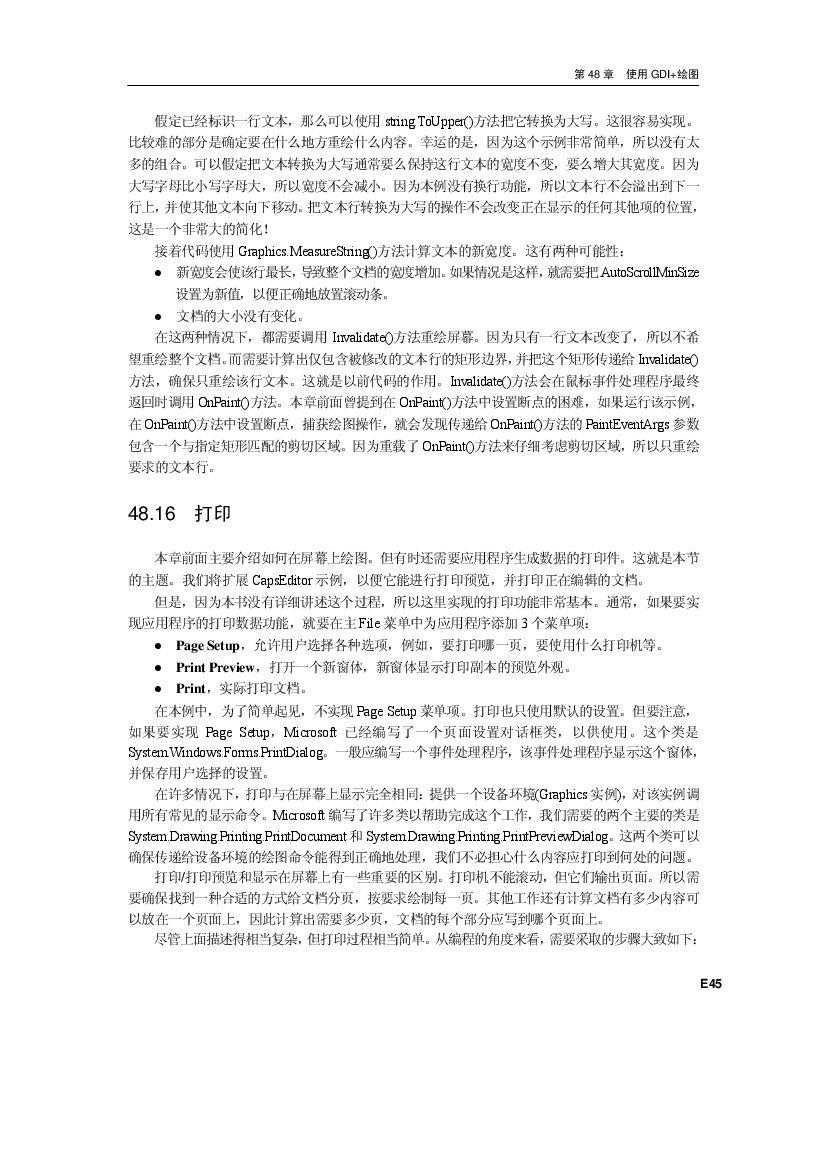 第 48 章 使用 GDI+绘图
假定已经标识一行文本，那么可以使用 string.ToUpper()方法把它转换为大写。这很容易实现。
比较难的部分是确定要在什么地方重绘什么内容。幸运的是，因为这个示例非常简单，所以没有太
多的组合。可以假定把文本转换为大写通常要么保持这行文本的宽度不变，要么增大其宽度。因为
大写字母比小写字母大，所以宽度不会减小。因为本例没有换行功能，所以文本行不会溢出到下一
行上，并使其他文本向下移动。把文本行转换为大写的操作不会改变正在显示的任何其他项的位置，
这是一个非常大的简化！
接着代码使用 Graphics.MeasureString()方法计算文本的新宽度。这有两种可能性：
● 新宽度会使该行最长，导致整个文档的宽度增加。如果情况是这样，就需要把 AutoScrollMinSize
设置为新值，以便正确地放置滚动条。
● 文档的大小没有变化。
在这两种情况下，都需要调用 Invalidate()方法重绘屏幕。因为只有一行文本改变了，所以不希
望重绘整个文档。而需要计算出仅包含被修改的文本行的矩形边界，并把这个矩形传递给 Invalidate()
方法，确保只重绘该行文本。这就是以前代码的作用。Invalidate()方法会在鼠标事件处理程序最终
返回时调用 OnPaint()方法。本章前面曾提到在 OnPaint()方法中设置断点的困难，如果运行该示例，
在 OnPaint()方法中设置断点，捕获绘图操作，就会发现传递给 OnPaint()方法的 PaintEventArgs 参数
包含一个与指定矩形匹配的剪切区域。因为重载了 OnPaint()方法来仔细考虑剪切区域，所以只重绘
要求的文本行。
48.16 打印
本章前面主要介绍如何在屏幕上绘图。但有时还需要应用程序生成数据的打印件。这就是本节
的主题。我们将扩展 CapsEditor 示例，以便它能进行打印预览，并打印正在编辑的文档。
但是，因为本书没有详细讲述这个过程，所以这里实现的打印功能非常基本。通常，如果要实
现应用程序的打印数据功能，就要在主 File 菜单中为应用程序添加 3 个菜单项：
● Page Setup，允许用户选择各种选项，例如，要打印哪一页，要使用什么打印机等。
● Print Preview，打开一个新窗体，新窗体显示打印副本的预览外观。
● Print，实际打印文档。
在本例中，为了简单起见，不实现 Page Setup 菜单项。打印也只使用默认的设置。但要注意，
如果要实现 Page Setup，Microsoft 已经编写了一个页面设置对话框类，以供使用。这个类是
System.Windows.Forms.PrintDialog。一般应编写一个事件处理程序，该事件处理程序显示这个窗体，
并保存用户选择的设置。
在许多情况下，打印与在屏幕上显示完全相同：提供一个设备环境(Graphics 实例)，对该实例调
用所有常见的显示命令。Microsoft 编写了许多类以帮助完成这个工作，我们需要的两个主要的类是
System.Drawing.Printing.PrintDocument 和 System.Drawing.Printing.PrintPreviewDialog。这两个类可以
确保传递给设备环境的绘图命令能得到正确地处理，我们不必担心什么内容应打印到何处的问题。
打印/打印预览和显示在屏幕上有一些重要的区别。打印机不能滚动，但它们输出页面。所以需
要确保找到一种合适的方式给文档分页，按要求绘制每一页。其他工作还有计算文档有多少内容可
以放在一个页面上，因此计算出需要多少页，文档的每个部分应写到哪个页面上。
尽管上面描述得相当复杂，但打印过程相当简单。从编程的角度来看，需要采取的步骤大致如下：
E45